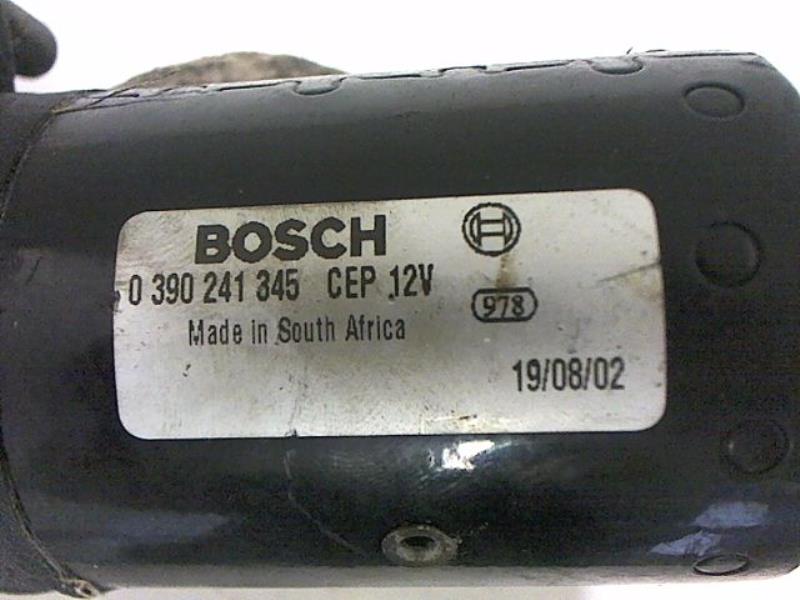 BOSCH
0 390 241 345 CEP 12V
978
Made in South Africa
19/08/02